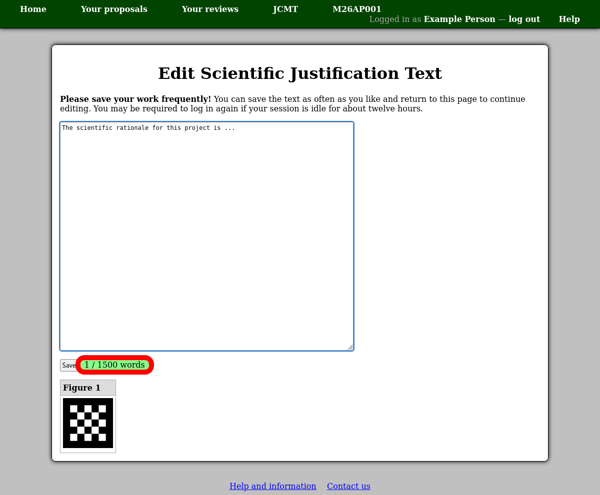 Home Your proposals Your reviews JCMT M26AP001
Logged in as Example Person — log out Help
Edit Scientific Justification Text
Please save your work frequently! You can save the text as often as you like and return to this page to continue
editing. You may be required to log in again if your session is idle for about twelve hours.
The scientific rationale for this project is ...
Save 1 / 1500 words
Figure 1
Help and information Contact us